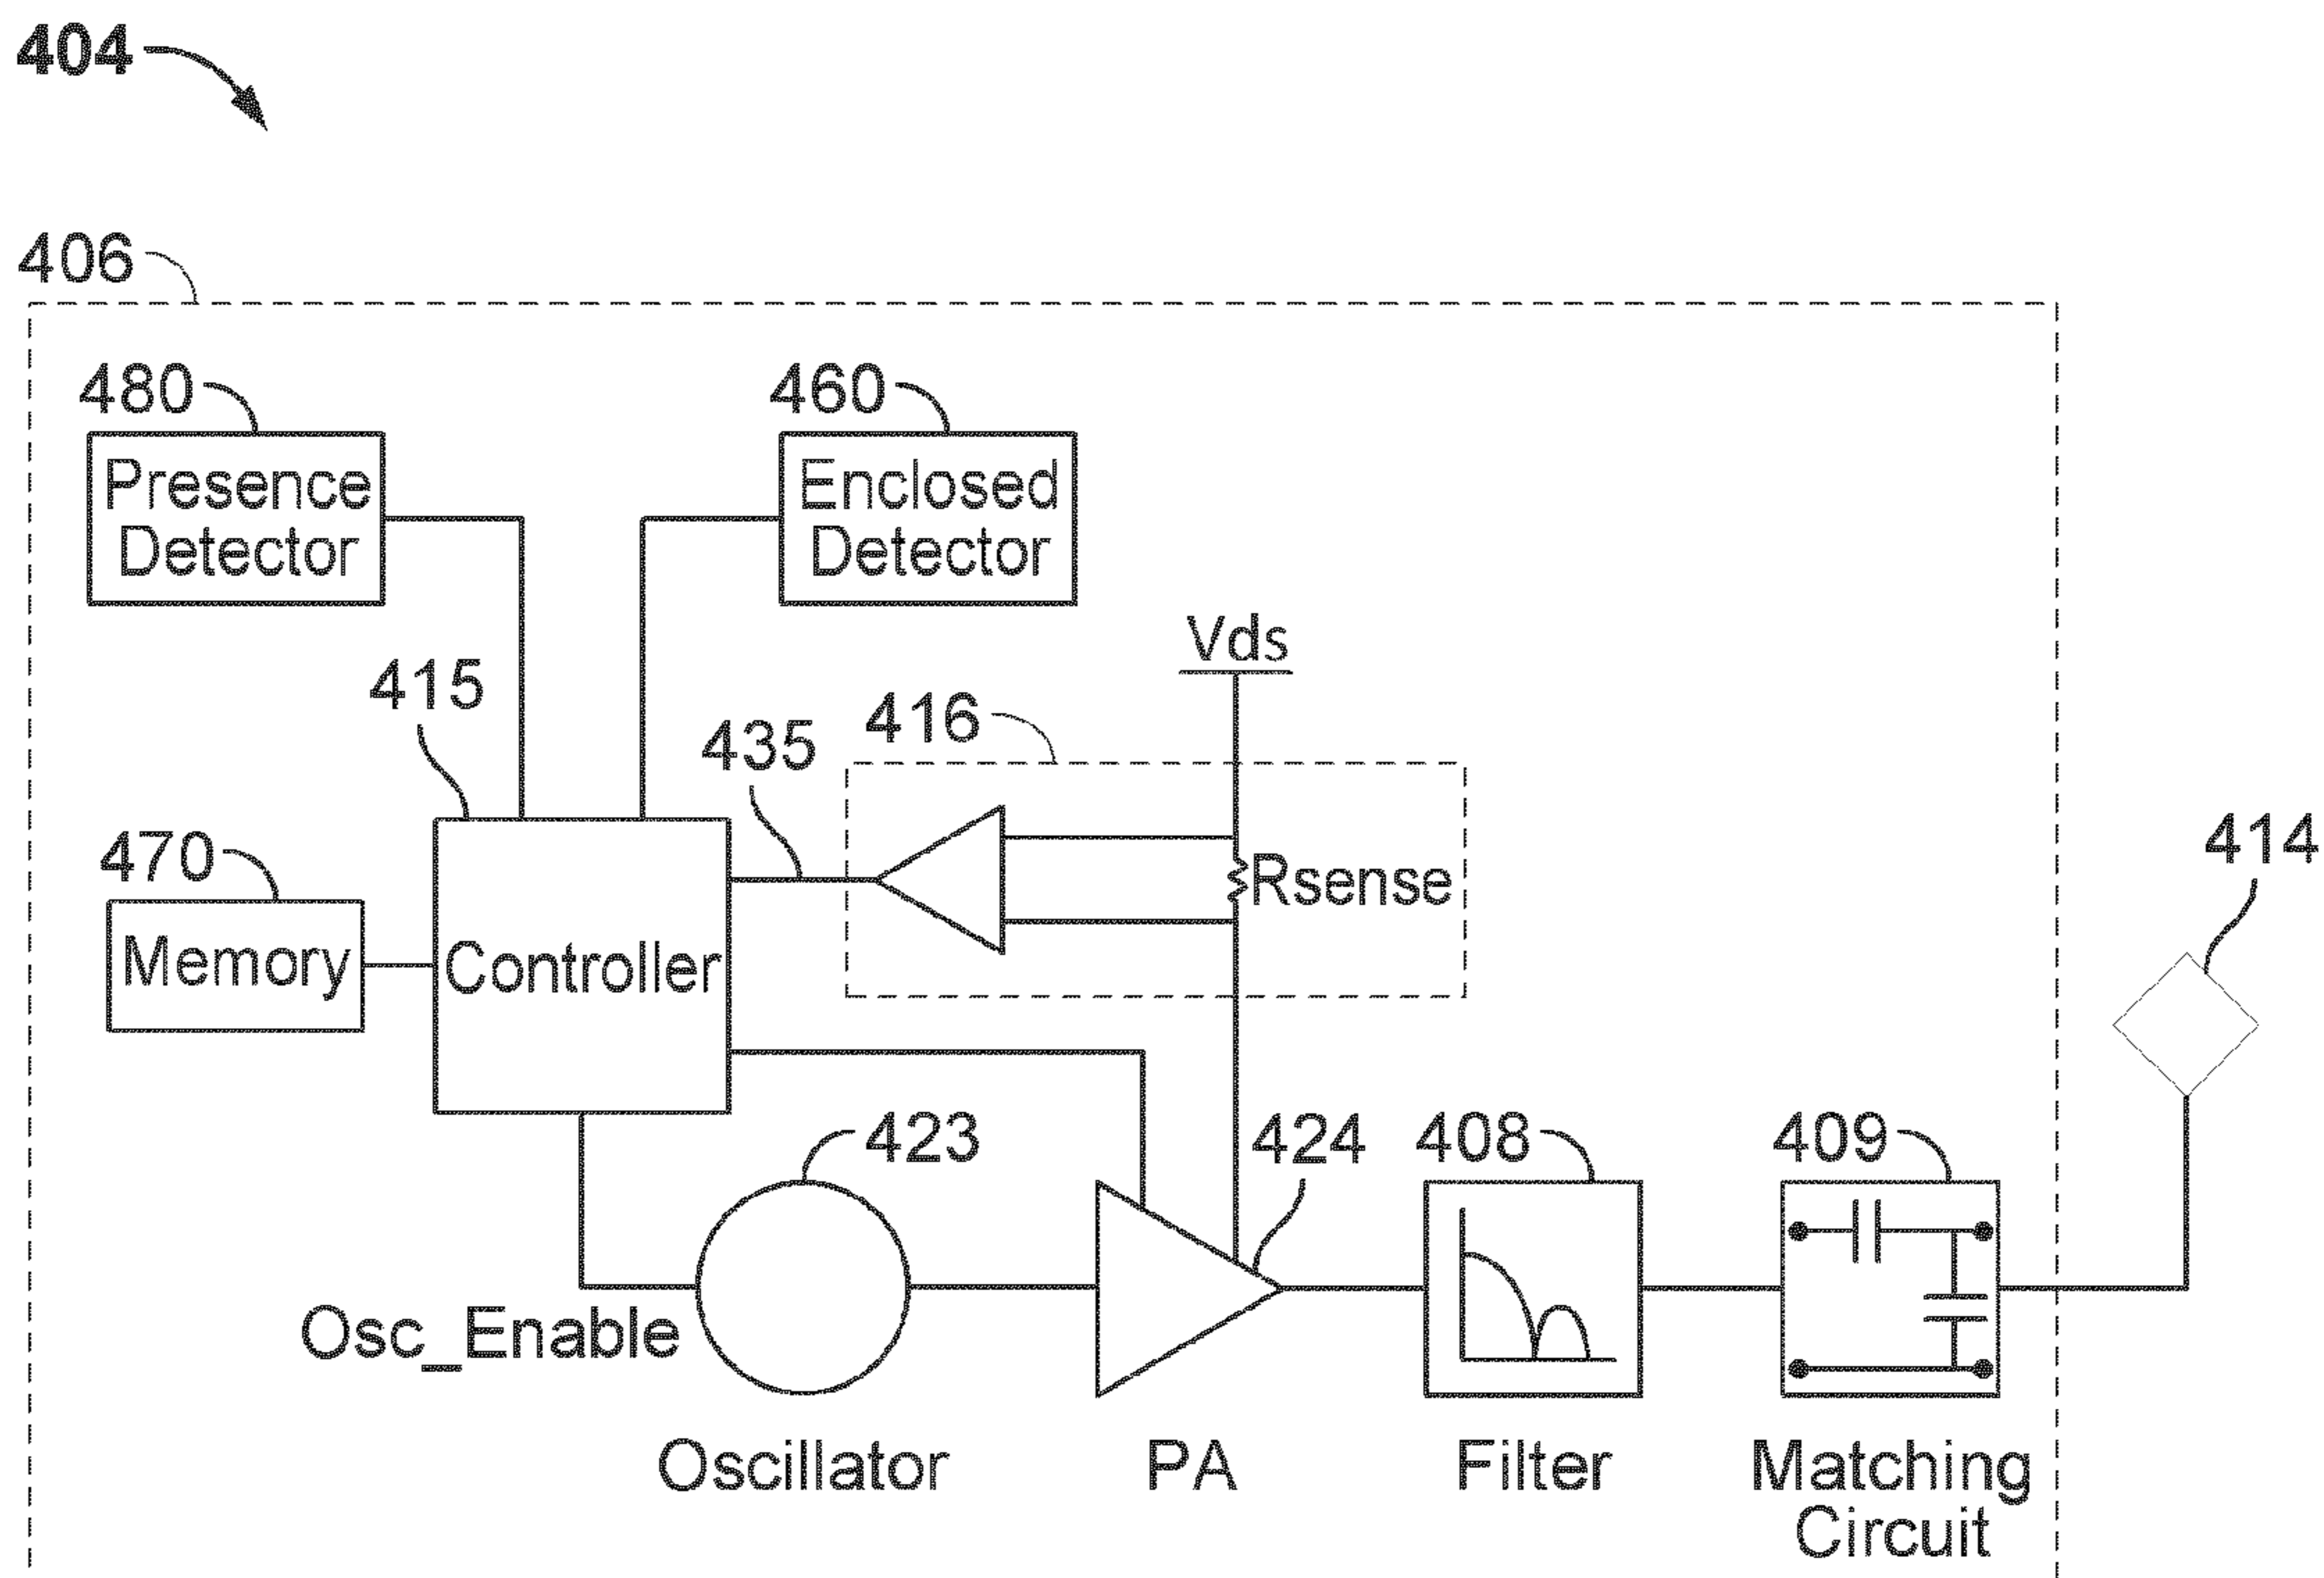 404
406
480
460
Presence
Detector
Enclosed
Detector
Vds
415
416
435
414
470
Rsense
Memory
Controller
423
424
408
409
Osc_Enable
Oscillator
PA
Filter
Matching
Circuit